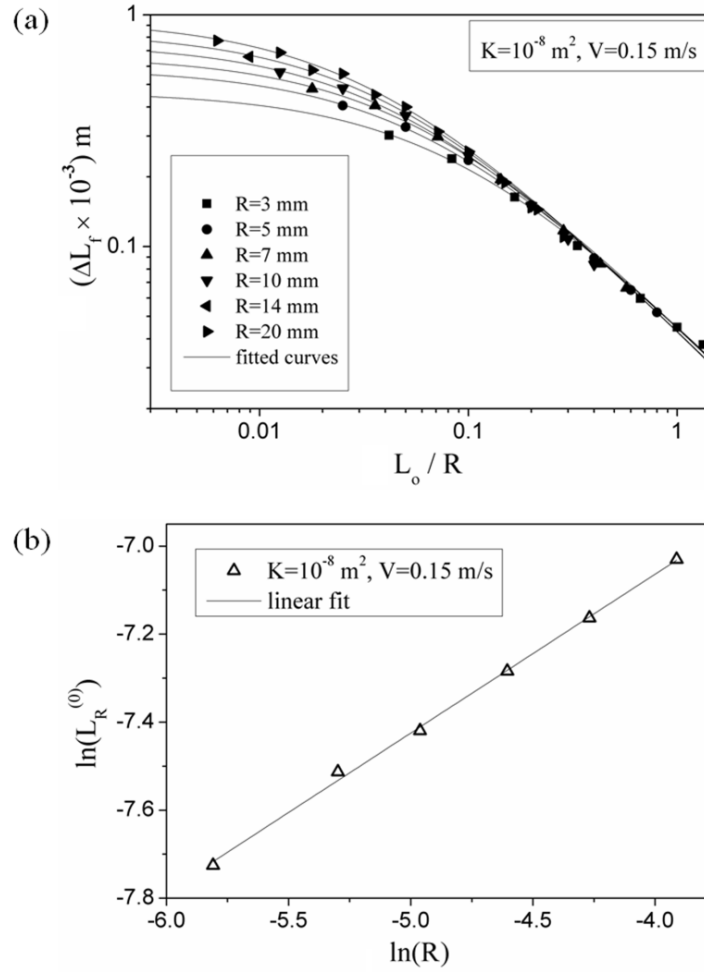 (a)
1
K=10⁻⁸ m², V=0.15 m/s
(ΔL_f × 10⁻³) m
0.1
R=3 mm
R=5 mm
R=7 mm
R=10 mm
R=14 mm
R=20 mm
fitted curves
0.01 0.1 1
L_o / R
(b)
-7.0
K=10⁻⁸ m², V=0.15 m/s
linear fit
-7.2
ln(L_R⁽⁰⁾)
-7.4
-7.6
-7.8
-6.0 -5.5 -5.0 -4.5 -4.0
ln(R)